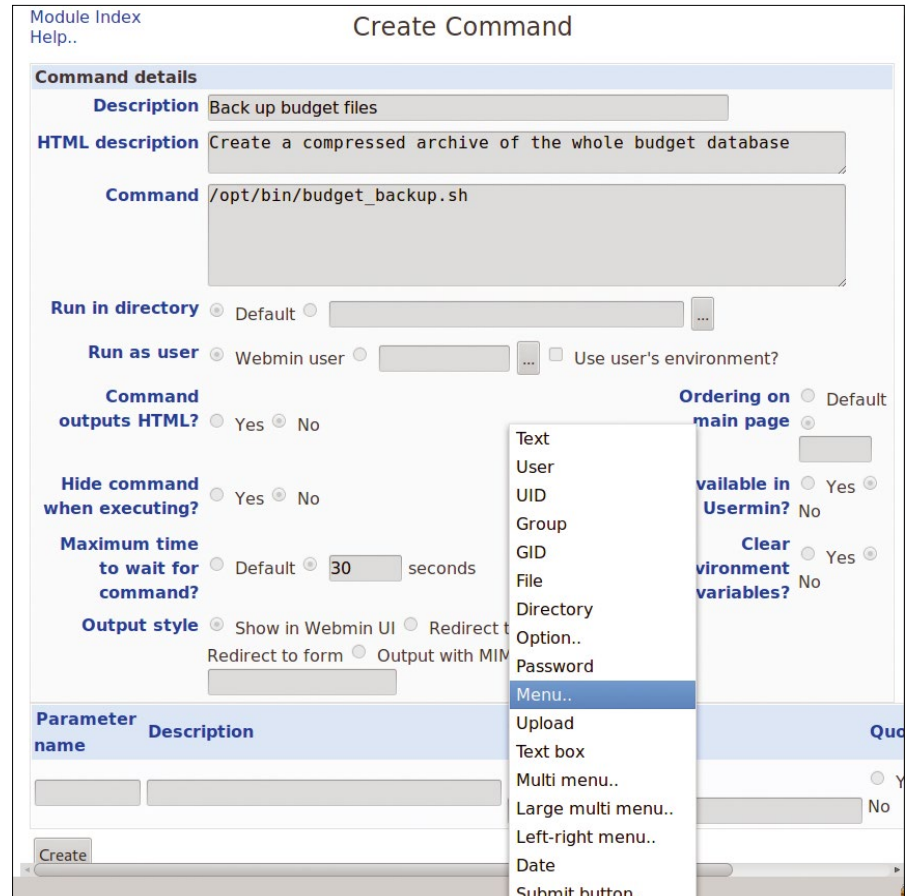 Module Index
Help..
Create Command
Command details
Description Back up budget files
HTML description Create a compressed archive of the whole budget database
Command /opt/bin/budget_backup.sh
Run in directory Default ...
Run as user Webmin user ... Use user's environment?
Command
outputs HTML? Yes No
Ordering on
main page Default
Hide command
when executing? Yes No
vailable in
Usermin? Yes
No
Maximum time
to wait for
command? Default 30 seconds
Clear
vironment
variables? Yes
No
Output style Show in Webmin UI Redirect t
Redirect to form Output with MIM
Text
User
UID
Group
GID
File
Directory
Option..
Password
Menu..
Upload
Text box
Multi menu..
Large multi menu..
Left-right menu..
Date
Submit button
Parameter
name
Description
Quo
Y
No
Create